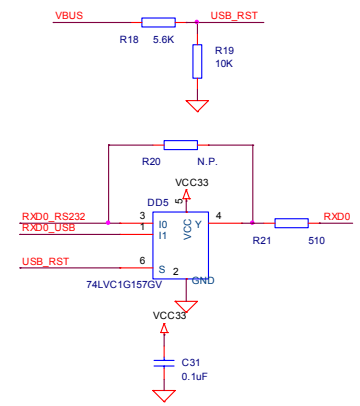 VBUS USB_RST
R18 5.6K
R19
10K
R20 N.P.
VCC33
DD5
5
RXD0_RS232 3 I0 VCC Y 4 RXD0
RXD0_USB 1 I1
R21 510
USB_RST 6 S 2 GND
74LVC1G157GV
VCC33
C31
0.1uF